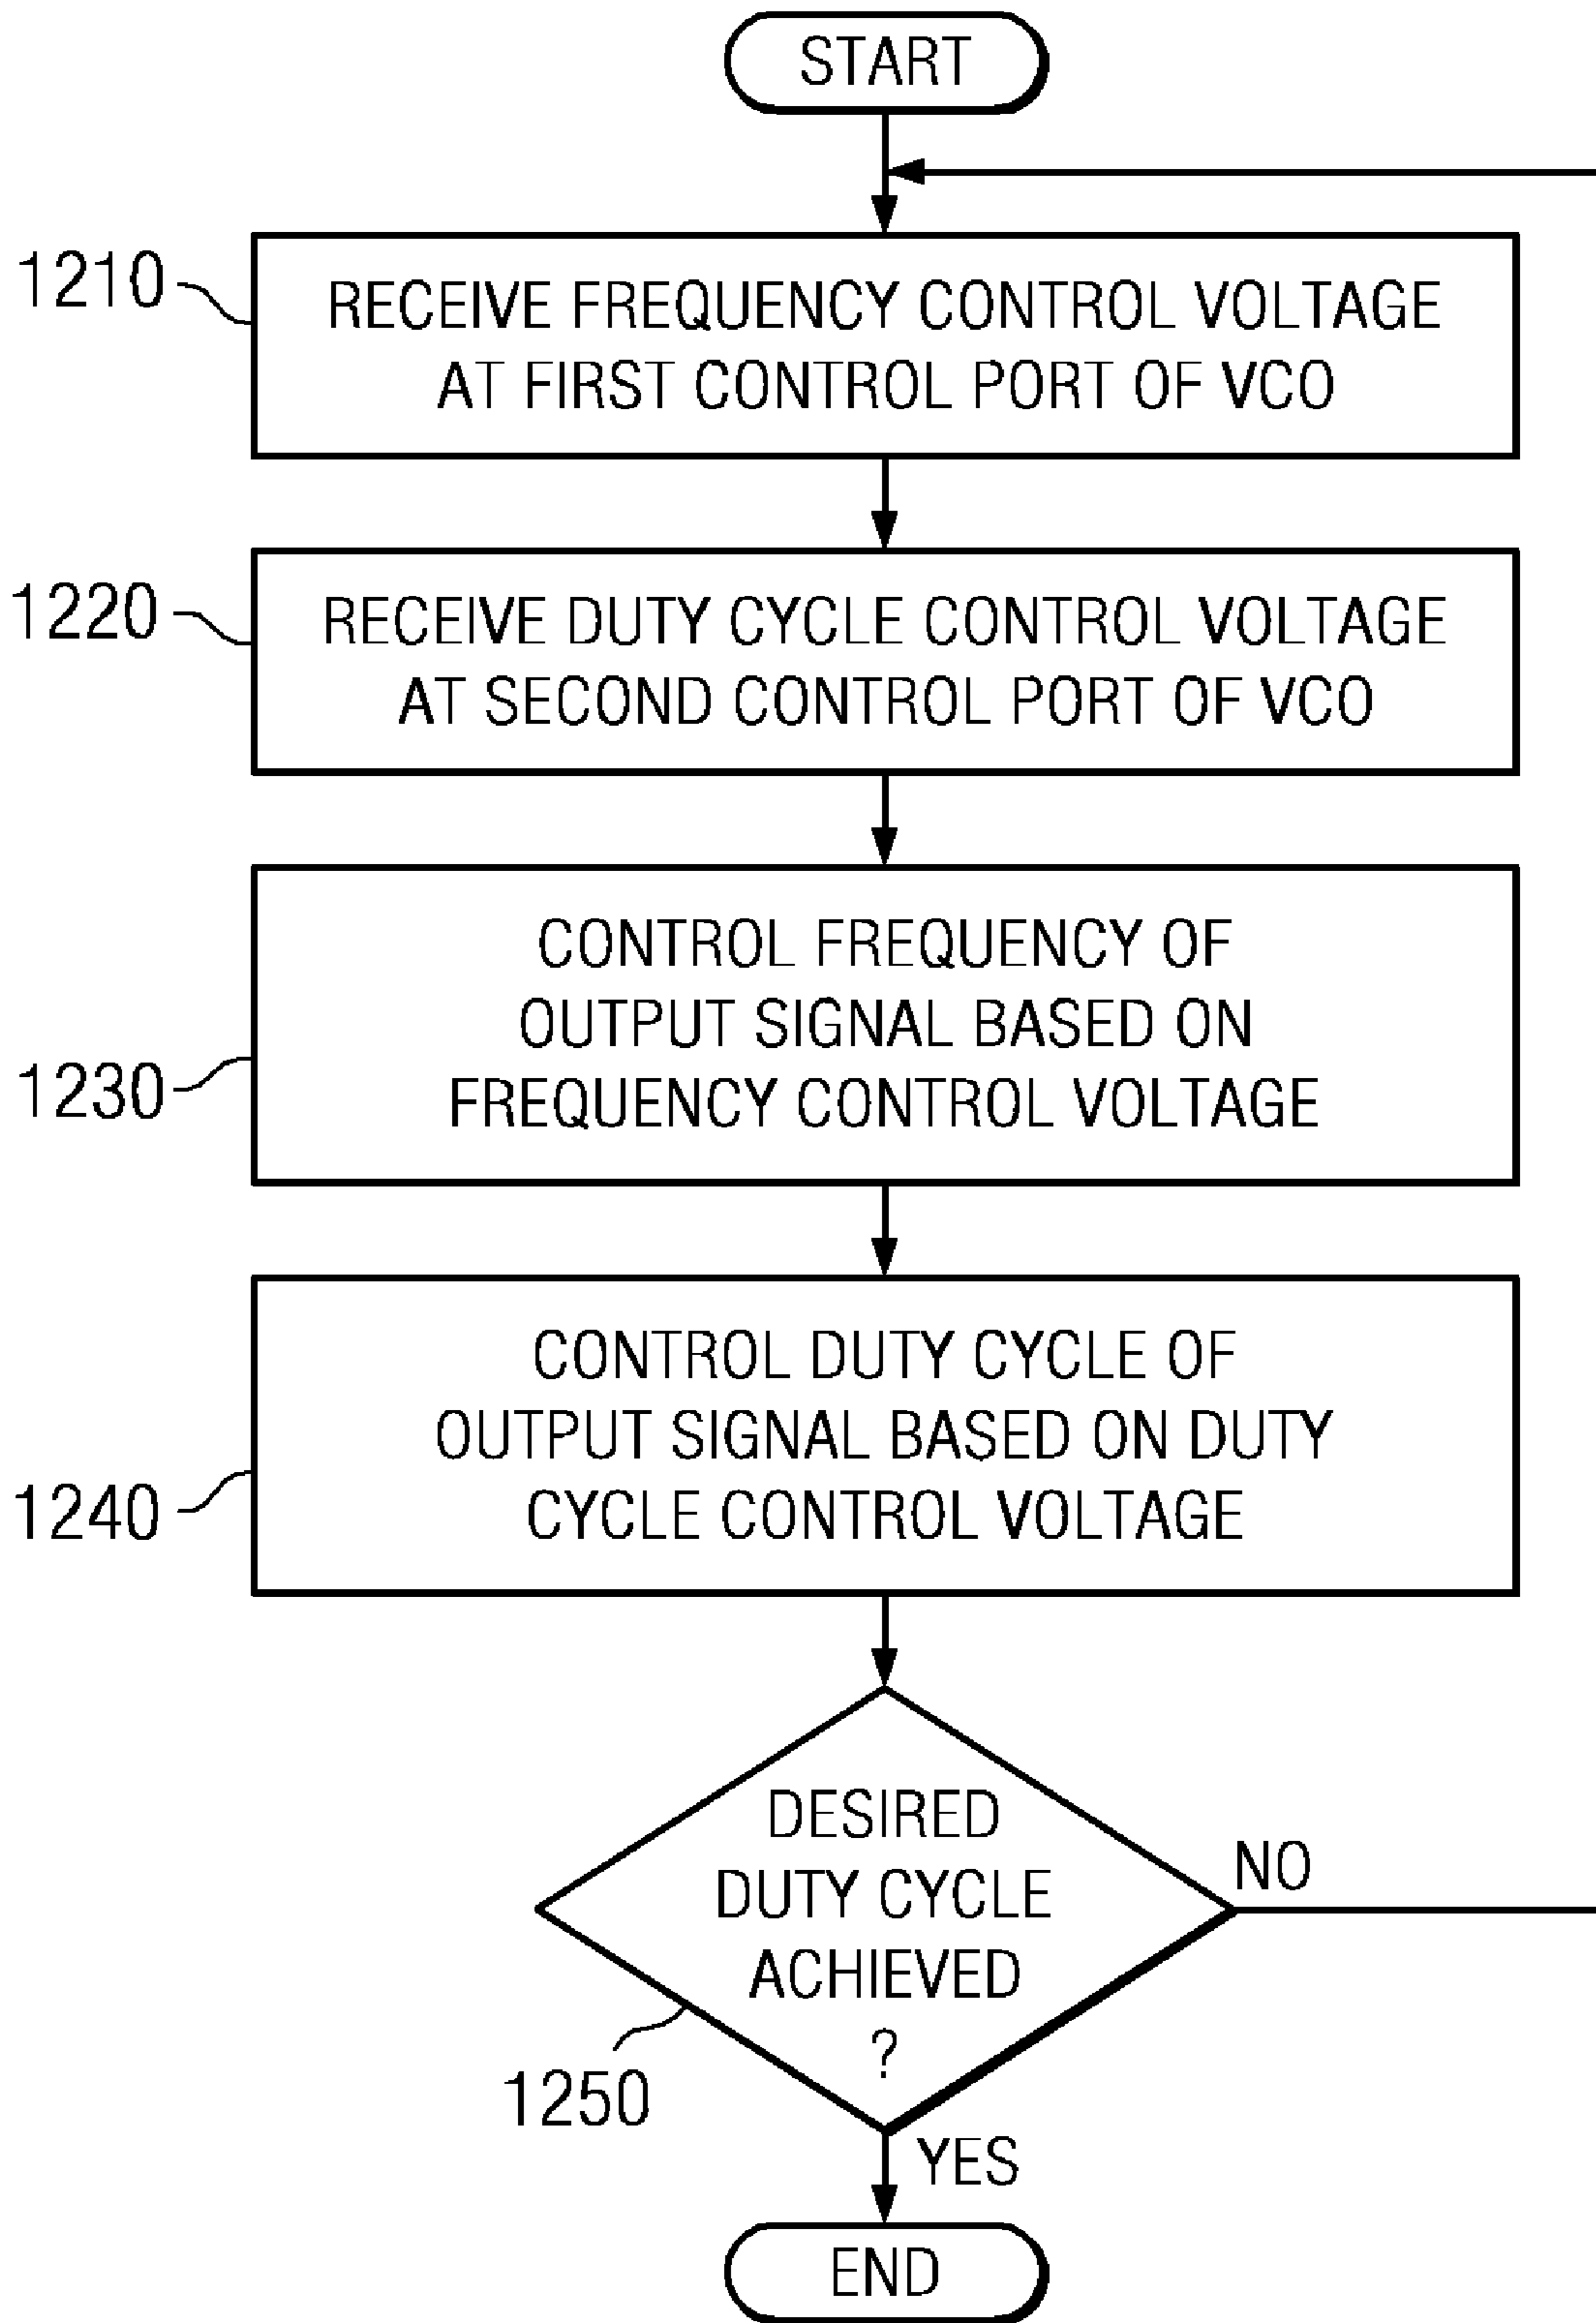 START
1210
RECEIVE FREQUENCY CONTROL VOLTAGE
AT FIRST CONTROL PORT OF VCO
1220
RECEIVE DUTY CYCLE CONTROL VOLTAGE
AT SECOND CONTROL PORT OF VCO
1230
CONTROL FREQUENCY OF
OUTPUT SIGNAL BASED ON
FREQUENCY CONTROL VOLTAGE
1240
CONTROL DUTY CYCLE OF
OUTPUT SIGNAL BASED ON DUTY
CYCLE CONTROL VOLTAGE
1250
DESIRED
DUTY CYCLE
ACHIEVED
?
NO
YES
END